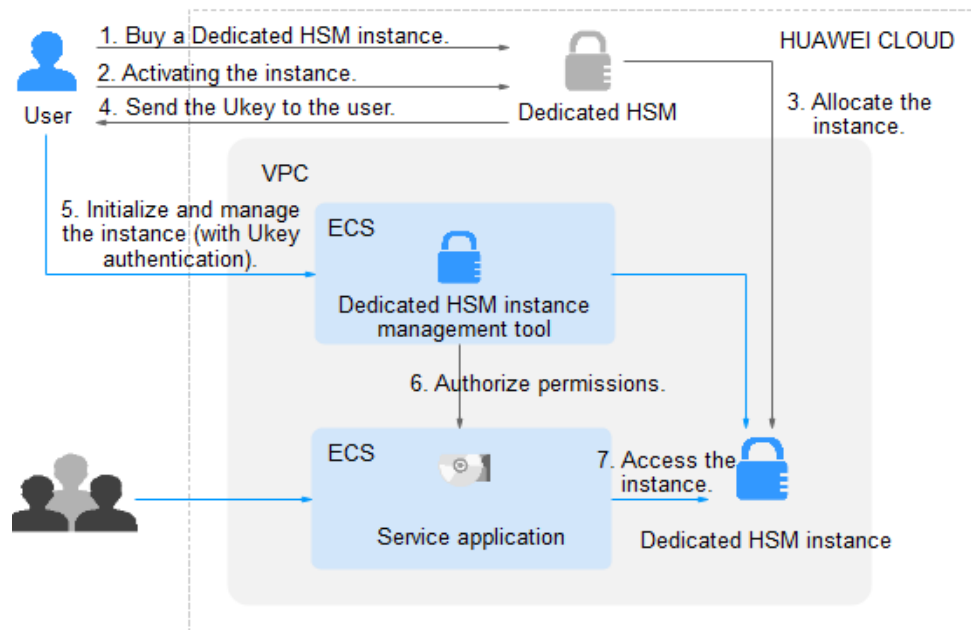 1. Buy a Dedicated HSM instance.
HUAWEI CLOUD
2. Activating the instance.
4. Send the Ukey to the user.
User
Dedicated HSM
3. Allocate the
instance.
VPC
5. Initialize and manage
the instance (with Ukey
authentication).
ECS
Dedicated HSM instance
management tool
6. Authorize permissions.
ECS
Service application
7. Access the
instance.
Dedicated HSM instance